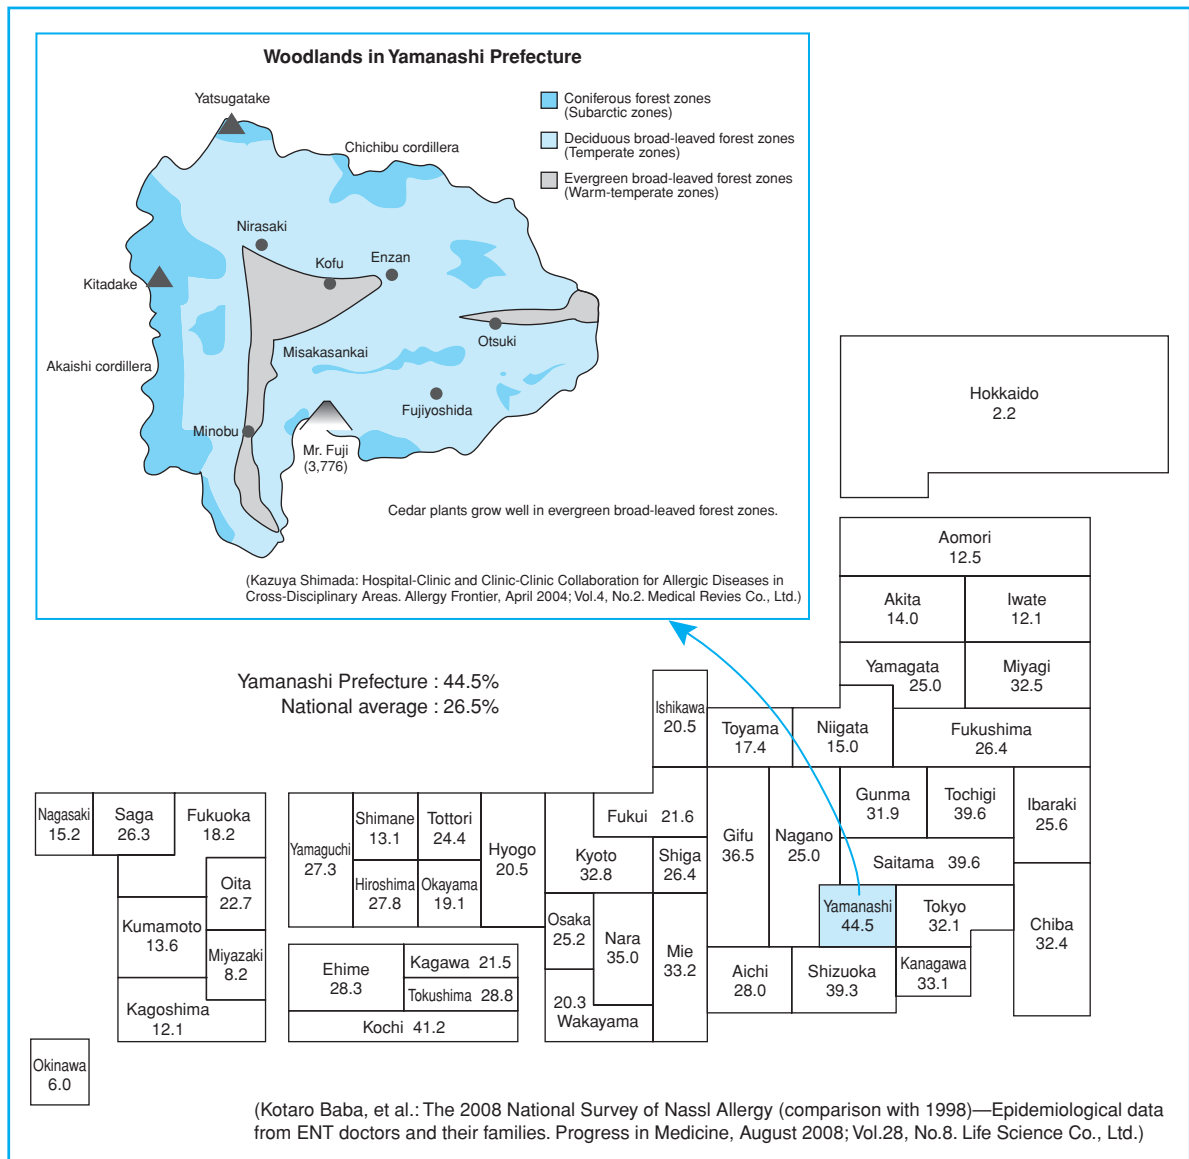 Woodlands in Yamanashi Prefecture
Yatsugatake
Coniferous forest zones
(Subarctic zones)
Deciduous broad-leaved forest zones
(Temperate zones)
Evergreen broad-leaved forest zones
(Warm-temperate zones)
Chichibu cordillera
Nirasaki
Kofu
Enzan
Kitadake
Otsuki
Misakasankai
Akaishi cordillera
Fujiyoshida
Minobu
Mr. Fuji
(3,776)
Cedar plants grow well in evergreen broad-leaved forest zones.
(Kazuya Shimada: Hospital-Clinic and Clinic-Clinic Collaboration for Allergic Diseases in
Cross-Disciplinary Areas. Allergy Frontier, April 2004; Vol.4, No.2. Medical Revies Co., Ltd.)
Yamanashi Prefecture : 44.5%
National average : 26.5%
Hokkaido
2.2
Aomori
12.5
Akita
14.0
Iwate
12.1
Yamagata
25.0
Miyagi
32.5
Ishikawa
20.5
Toyama
17.4
Niigata
15.0
Fukushima
26.4
Nagasaki
15.2
Saga
26.3
Fukuoka
18.2
Oita
22.7
Kumamoto
13.6
Miyazaki
8.2
Kagoshima
12.1
Okinawa
6.0
Yamaguchi
27.3
Shimane
13.1
Tottori
24.4
Hiroshima
27.8
Okayama
19.1
Hyogo
20.5
Ehime
28.3
Kagawa 21.5
Tokushima 28.8
Kochi 41.2
Fukui 21.6
Kyoto
32.8
Shiga
26.4
Osaka
25.2
Nara
35.0
Mie
33.2
20.3
Wakayama
Gifu
36.5
Nagano
25.0
Gunma
31.9
Tochigi
39.6
Ibaraki
25.6
Saitama 39.6
Yamanashi
44.5
Tokyo
32.1
Chiba
32.4
Aichi
28.0
Shizuoka
39.3
Kanagawa
33.1
(Kotaro Baba, et al.: The 2008 National Survey of Nassl Allergy (comparison with 1998)—Epidemiological data
from ENT doctors and their families. Progress in Medicine, August 2008; Vol.28, No.8. Life Science Co., Ltd.)